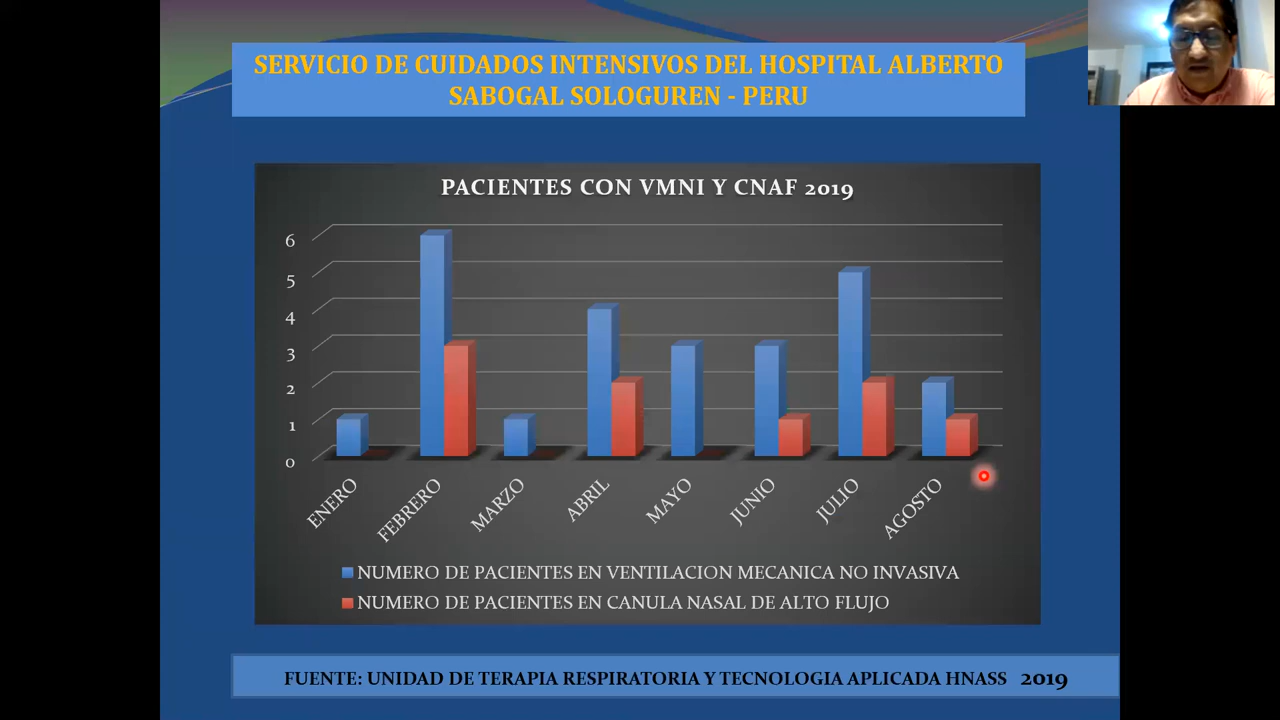 SERVICIO DE CUIDADOS INTENSIVOS DEL HOSPITAL ALBERTO
SABOGAL SOLOGUREN - PERU
PACIENTES CON VMNI Y CNAF 2019
6
5
4
3
2
1
0
ENERO
FEBRERO
MARZO
ABRIL
MAYO
JUNIO
JULIO
AGOSTO
NUMERO DE PACIENTES EN VENTILACION MECANICA NO INVASIVA
NUMERO DE PACIENTES EN CANULA NASAL DE ALTO FLUJO
FUENTE: UNIDAD DE TERAPIA RESPIRATORIA Y TECNOLOGIA APLICADA HNASS 2019